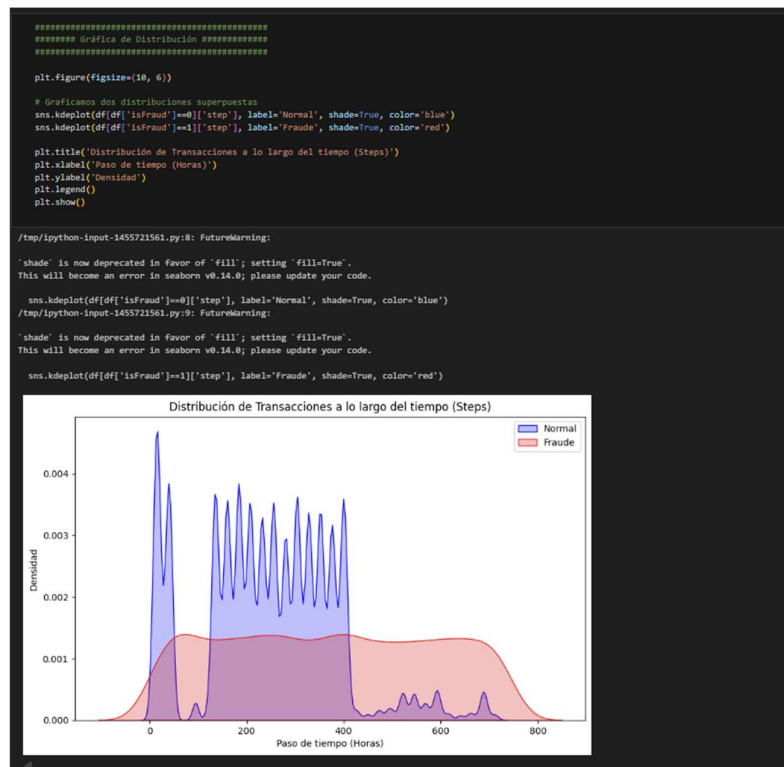 #############################################
######## Gráfica de Distribución #############
#############################################
plt.figure(figsize=(10, 6))
# Graficamos dos distribuciones superpuestas
sns.kdeplot(df[df['isFraud']==0]['step'], label='Normal', shade=True, color='blue')
sns.kdeplot(df[df['isFraud']==1]['step'], label='Fraude', shade=True, color='red')
plt.title('Distribución de Transacciones a lo largo del tiempo (Steps)')
plt.xlabel('Paso de tiempo (Horas)')
plt.ylabel('Densidad')
plt.legend()
plt.show()
/tmp/ipython-input-1455721561.py:8: FutureWarning:
`shade` is now deprecated in favor of `fill`; setting `fill=True`.
This will become an error in seaborn v0.14.0; please update your code.
sns.kdeplot(df[df['isFraud']==0]['step'], label='Normal', shade=True, color='blue')
/tmp/ipython-input-1455721561.py:9: FutureWarning:
`shade` is now deprecated in favor of `fill`; setting `fill=True`.
This will become an error in seaborn v0.14.0; please update your code.
sns.kdeplot(df[df['isFraud']==1]['step'], label='Fraude', shade=True, color='red')
Distribución de Transacciones a lo largo del tiempo (Steps)
Normal
Fraude
0.004
0.003
0.002
0.001
0.000
Densidad
0 200 400 600 800
Paso de tiempo (Horas)